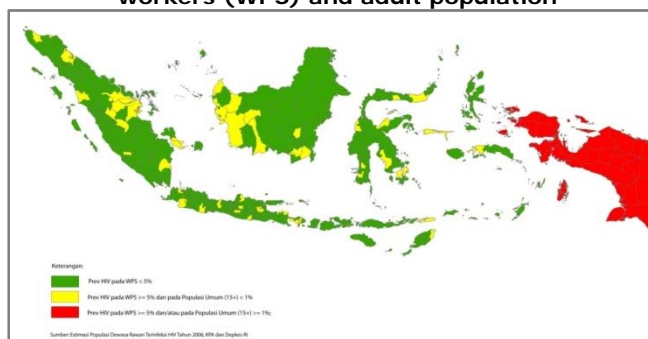 workers (WPS) and adult population
Keterangan:
Prev HIV pada WPS < 5%
Prev HIV pada WPS >= 5% dan pada Populasi Umum (15+) < 1%
Prev HIV pada WPS >= 5% dan/atau pada Populasi Umum (15+) >= 1%;
Sumber: Estimasi Populasi Dewasa Rawan Terinfeksi HIV Tahun 2006, KPA dan Depkes RI